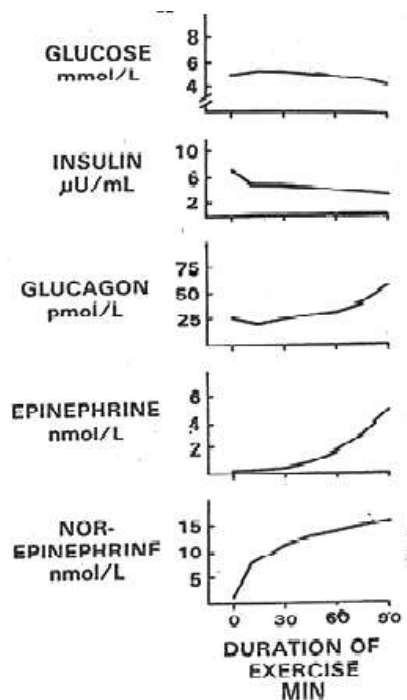 GLUCOSE
mmol/L
8
6
4
INSULIN
µU/mL
10
6
2
GLUCAGON
pmol/L
75
50
25
EPINEPHRINE
nmol/L
6
4
2
NOR-
EPINEPHRINE
nmol/L
15
10
5
0 30 60 90
DURATION OF
EXERCISE
MIN